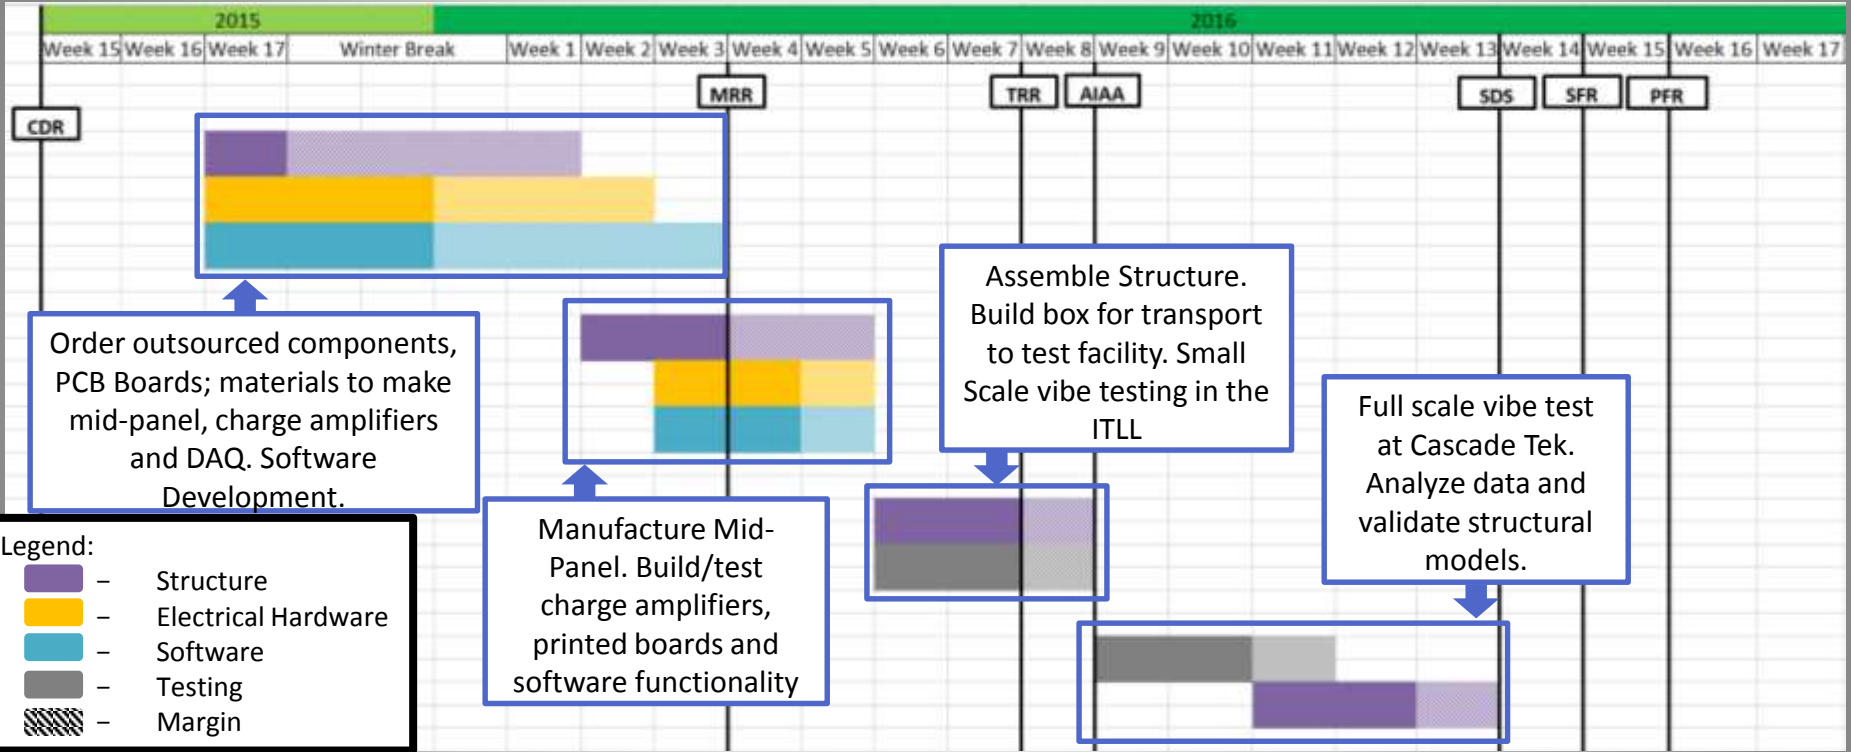 2015 2016
Week 15 Week 16 Week 17 Winter Break Week 1 Week 2 Week 3 Week 4 Week 5 Week 6 Week 7 Week 8 Week 9 Week 10 Week 11 Week 12 Week 13 Week 14 Week 15 Week 16 Week 17
MRR TRR AIAA SDS SFR PFR
CDR
Order outsourced components,
PCB Boards; materials to make
mid-panel, charge amplifiers
and DAQ. Software
Development.
Manufacture Mid-
Panel. Build/test
charge amplifiers,
printed boards and
software functionality
Assemble Structure.
Build box for transport
to test facility. Small
Scale vibe testing in the
ITLL
Full scale vibe test
at Cascade Tek.
Analyze data and
validate structural
models.
Legend:
– Structure
– Electrical Hardware
– Software
– Testing
– Margin